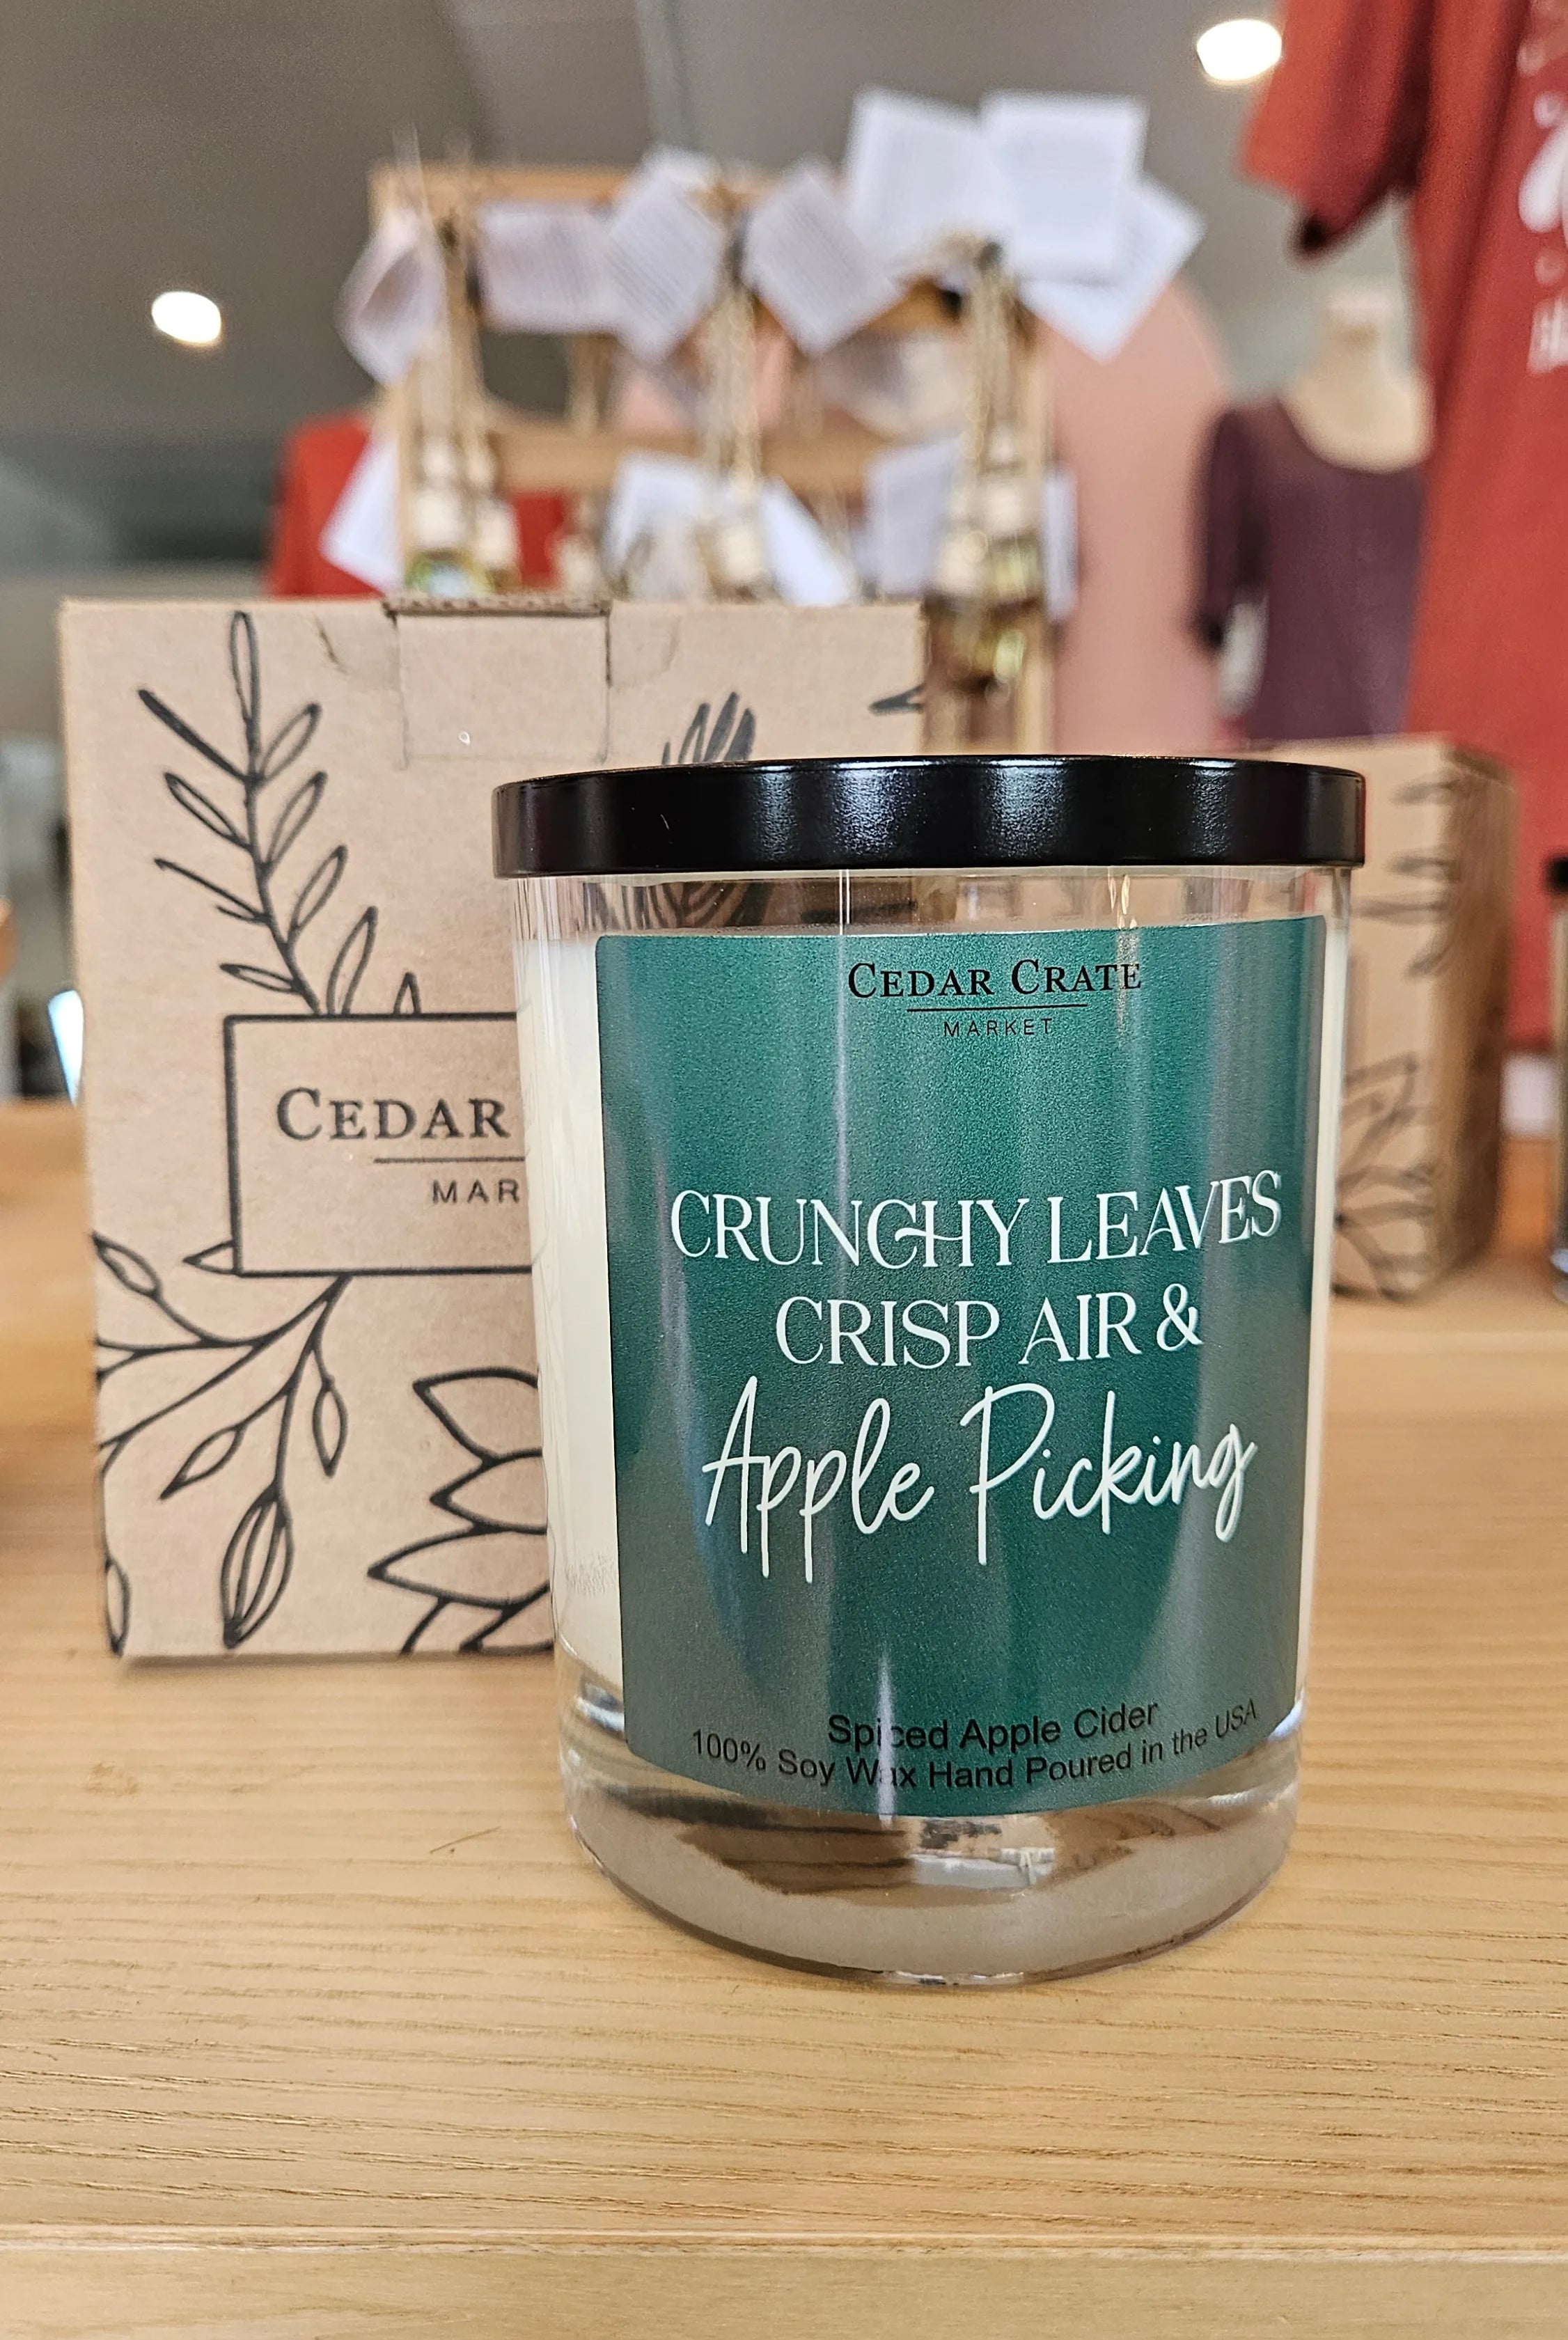 CEDAR
MAR
CEDAR CRATE
MARKET
CRUNCHY LEAVES
CRISP AIR &
Apple Picking
Spiced Apple Cider
100% Soy Wax Hand Poured in the USA